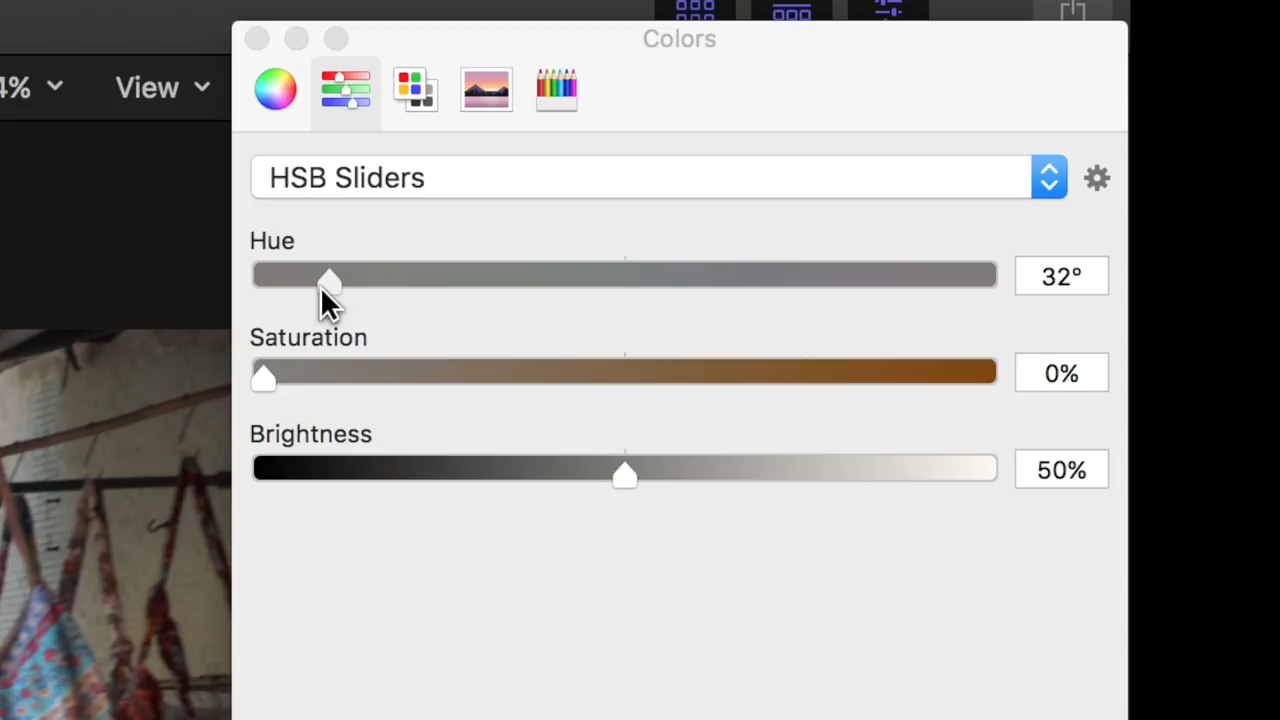 Colors
4%
View
HSB Sliders
Hue
32°
Saturation
0%
Brightness
50%